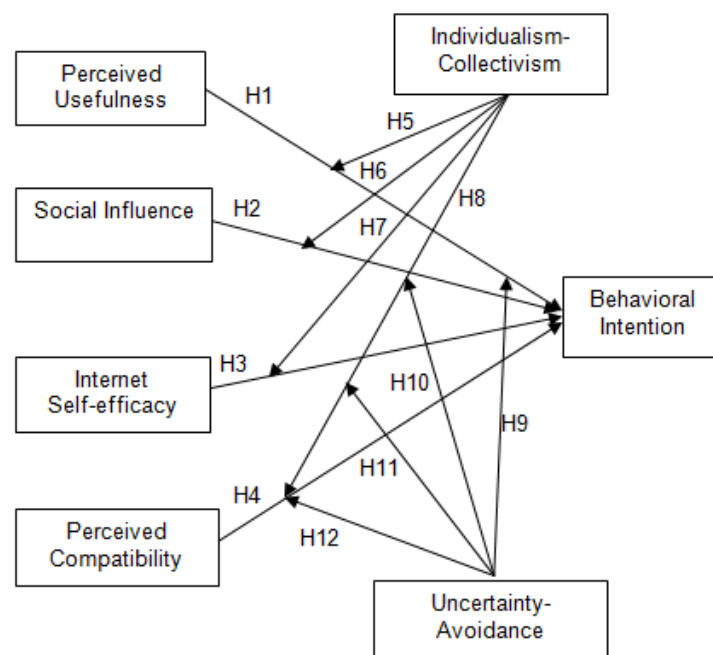 Individualism-
Collectivism
Perceived
Usefulness
H1
H5
H6
H8
Social Influence
H2
H7
Behavioral
Intention
H3
Internet
Self-efficacy
H10
H9
H11
H4
Perceived
Compatibility
H12
Uncertainty-
Avoidance